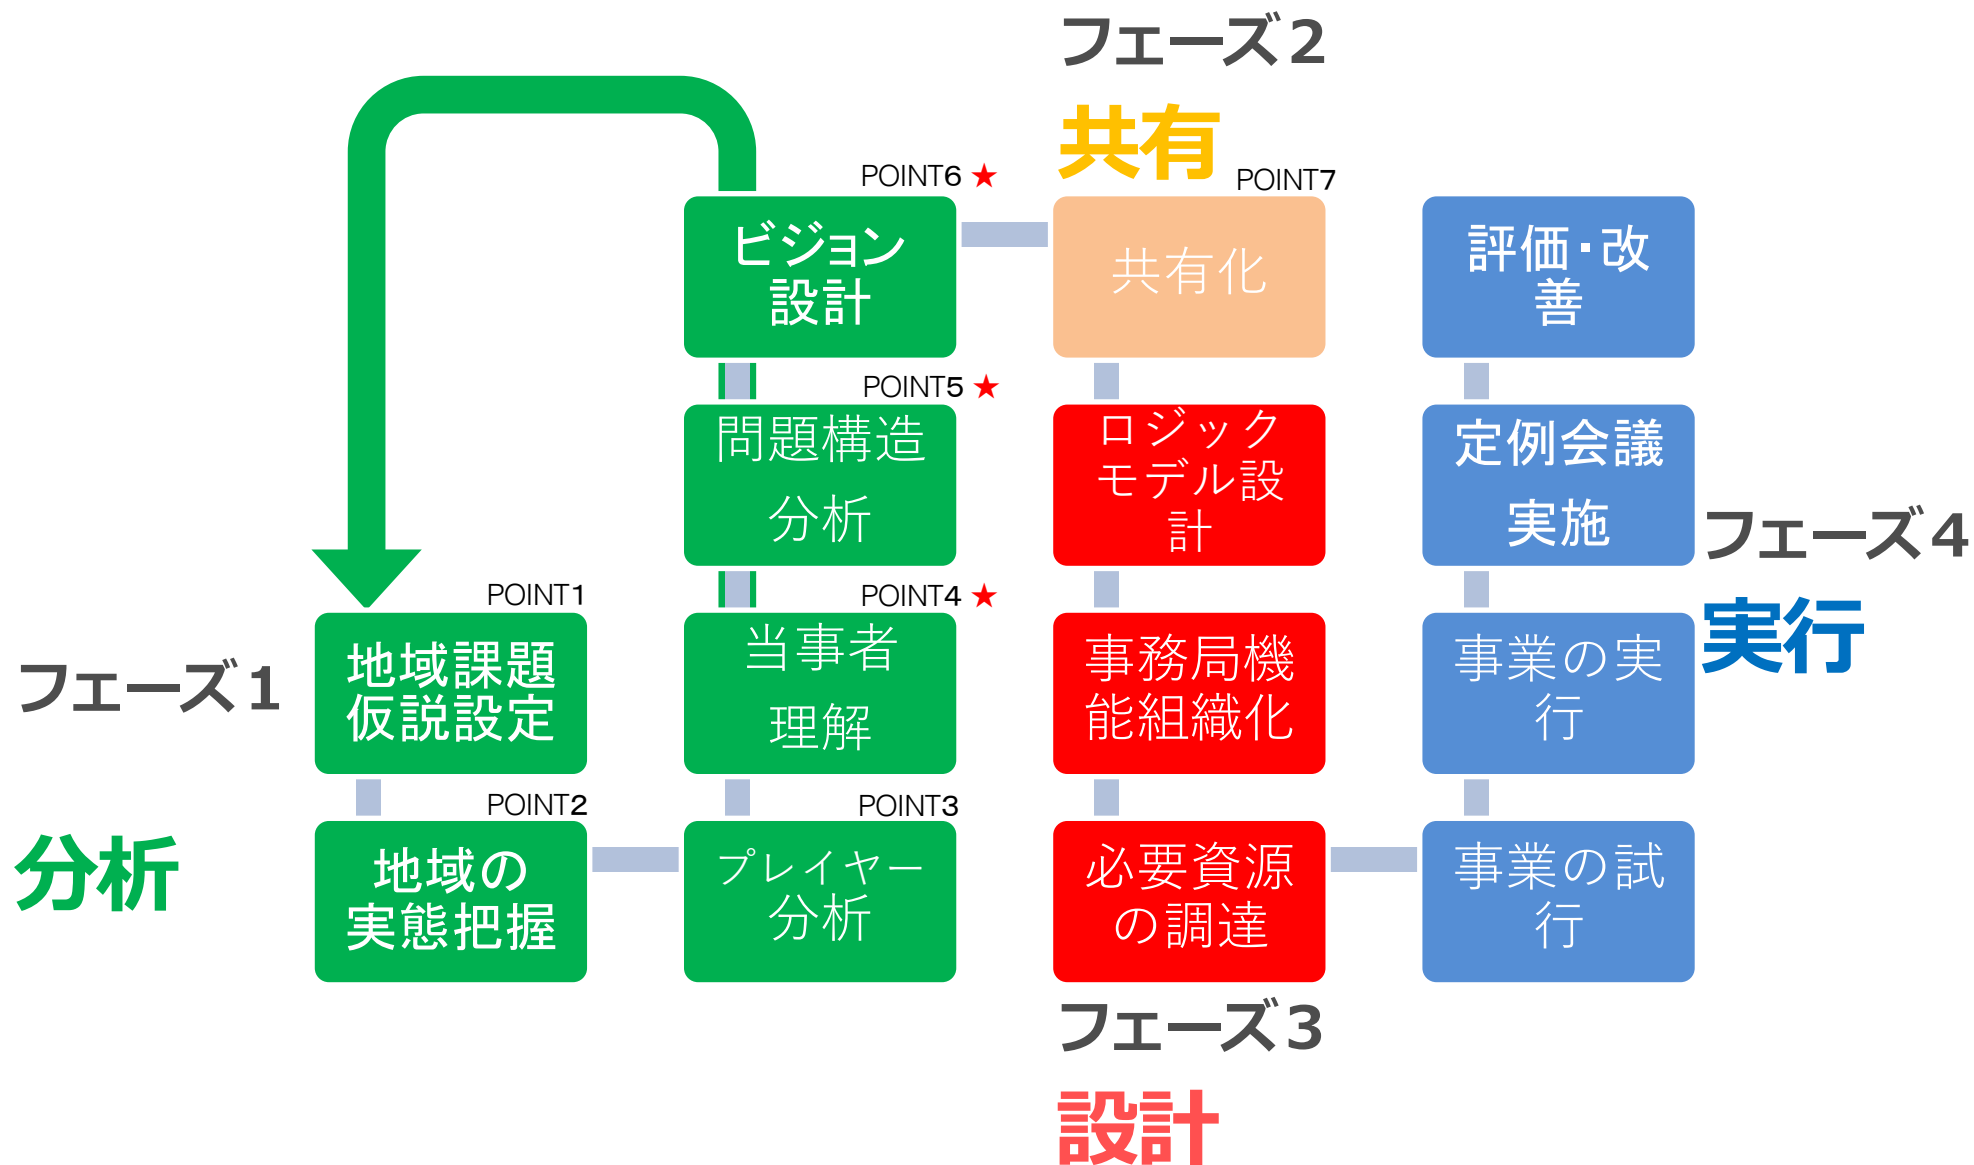 フェーズ２
共有
POINT6 ★
POINT7
ビジョン
設計
共有化
評価・改
善
POINT5 ★
問題構造
分析
ロジック
モデル設
計
定例会議
実施
フェーズ４
実行
POINT1
POINT4 ★
フェーズ１
地域課題
仮説設定
当事者
理解
事務局機
能組織化
事業の実
行
POINT2
POINT3
分析
地域の
実態把握
プレイヤー
分析
必要資源
の調達
事業の試
行
フェーズ３
設計